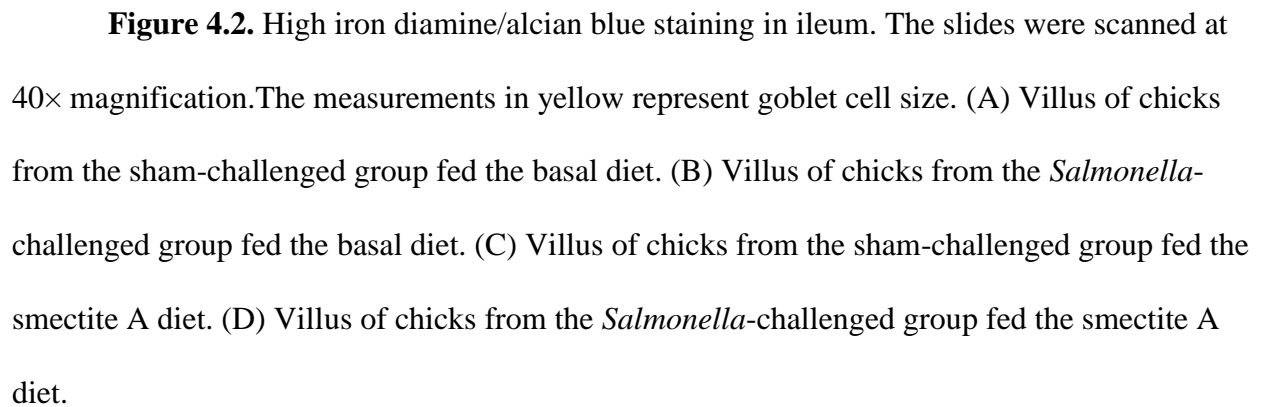 Figure 4.2. High iron diamine/alcian blue staining in ileum. The slides were scanned at
40× magnification.The measurements in yellow represent goblet cell size. (A) Villus of chicks
from the sham-challenged group fed the basal diet. (B) Villus of chicks from the Salmonella-
challenged group fed the basal diet. (C) Villus of chicks from the sham-challenged group fed the
smectite A diet. (D) Villus of chicks from the Salmonella-challenged group fed the smectite A
diet.